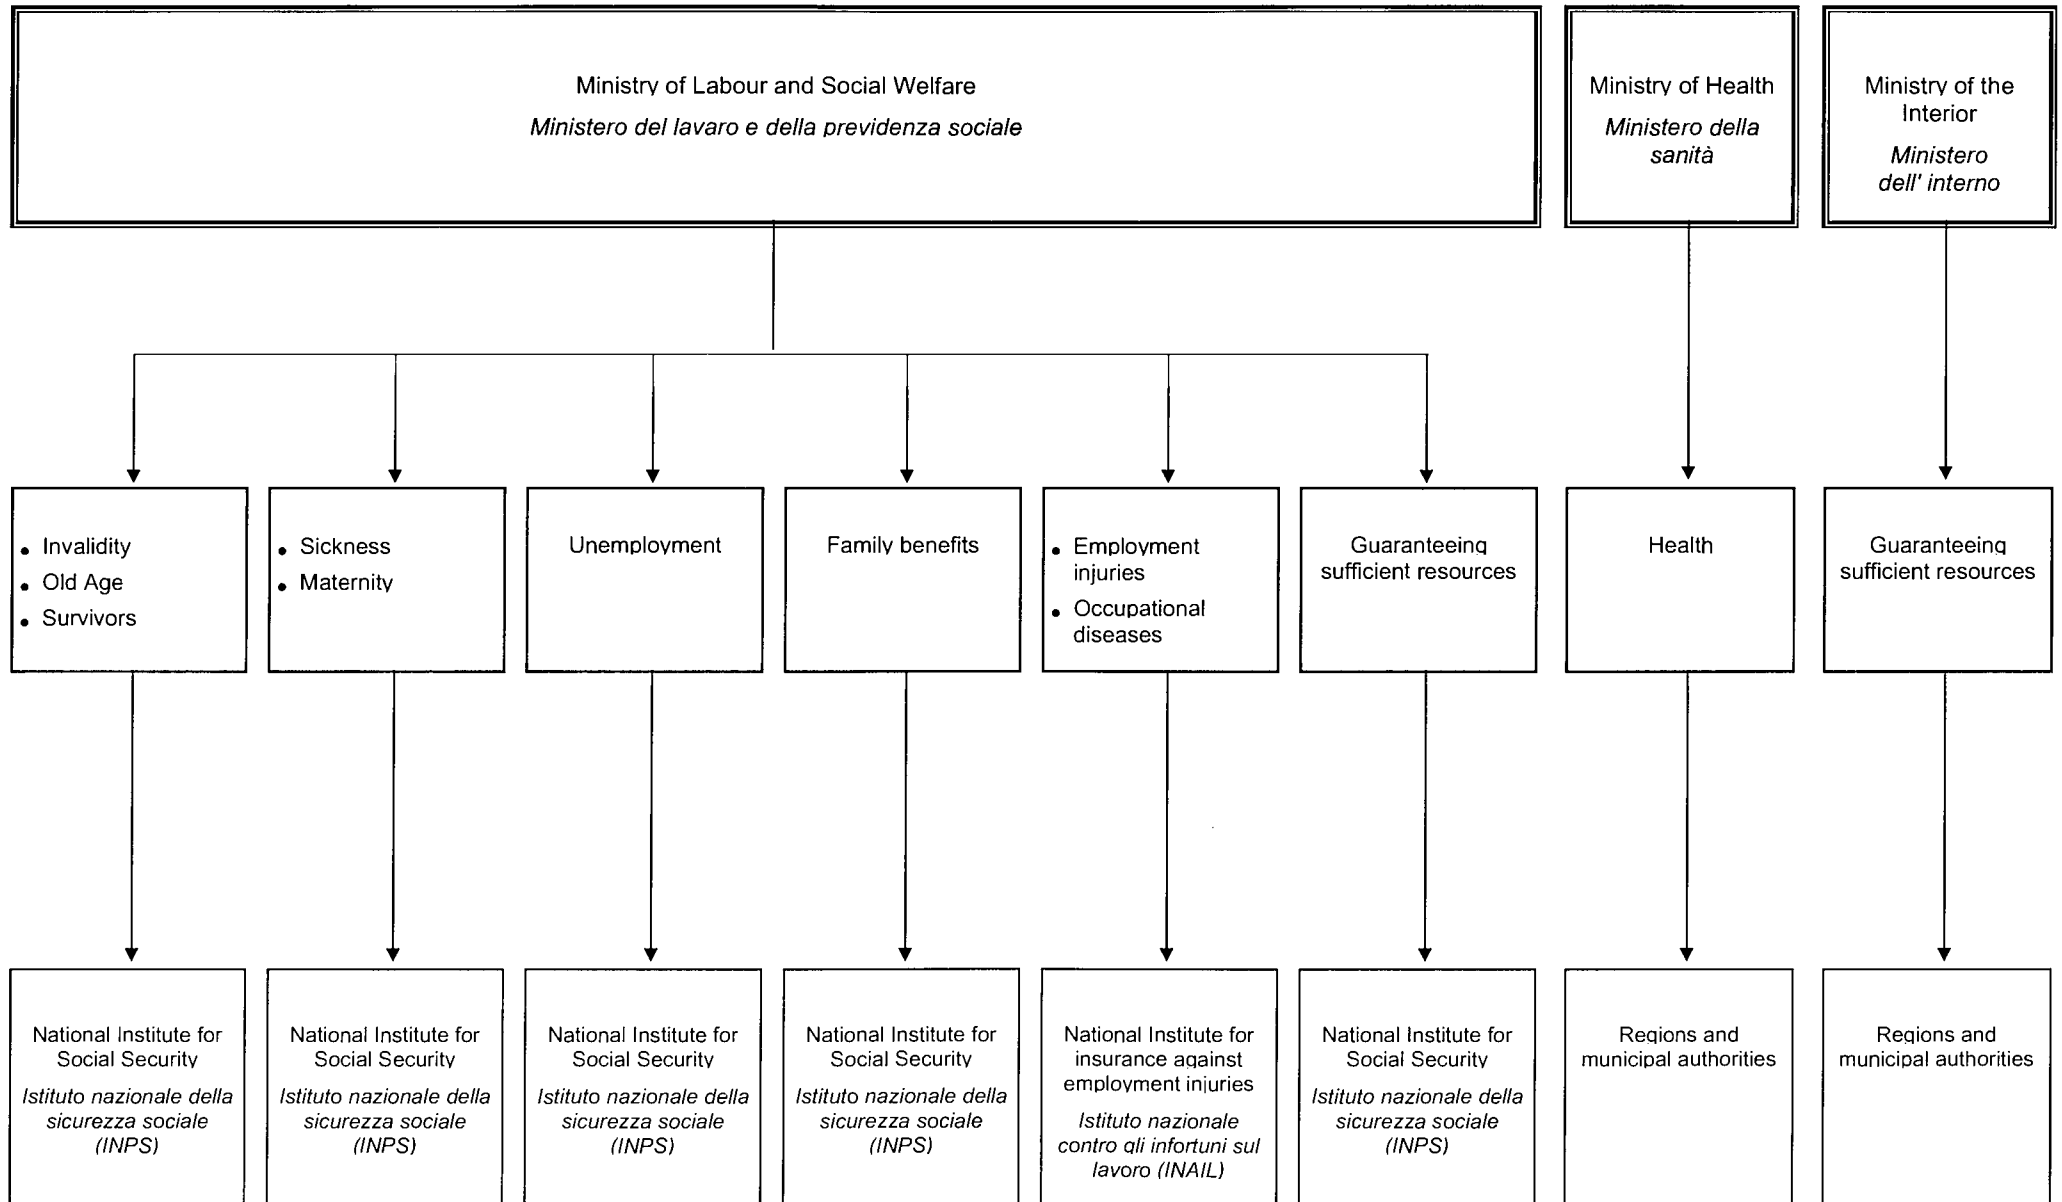 Ministry of Labour and Social Welfare
Ministero del lavaro e della previdenza sociale
Ministry of Health
Ministero della
sanità
Ministry of the
Interior
Ministero
dell' interno
• Invalidity
• Old Age
• Survivors
• Sickness
• Maternity
Unemployment
Family benefits
• Employment
injuries
• Occupational
diseases
Guaranteeing
sufficient resources
Health
Guaranteeing
sufficient resources
National Institute for
Social Security
Istituto nazionale della
sicurezza sociale
(INPS)
National Institute for
Social Security
Istituto nazionale della
sicurezza sociale
(INPS)
National Institute for
Social Security
Istituto nazionale della
sicurezza sociale
(INPS)
National Institute for
Social Security
Istituto nazionale della
sicurezza sociale
(INPS)
National Institute for
insurance against
employment injuries
Istituto nazionale
contro gli infortuni sul
lavoro (INAIL)
National Institute for
Social Security
Istituto nazionale della
sicurezza sociale
(INPS)
Regions and
municipal authorities
Regions and
municipal authorities